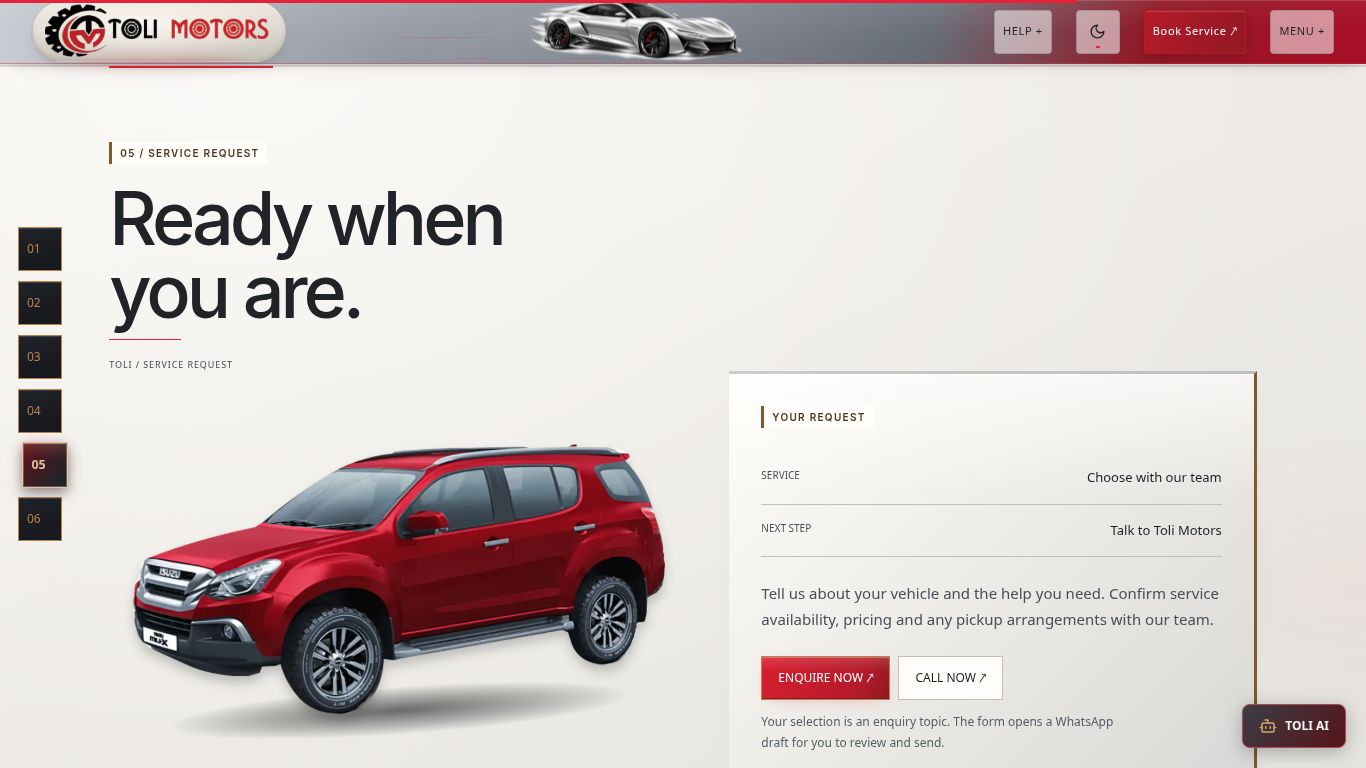 TOLI MOTORS
HELP +
Book Service ↗
MENU +
05 / SERVICE REQUEST
Ready when
you are.
TOLI / SERVICE REQUEST
01
02
03
04
05
06
ISUZU
mu-X
YOUR REQUEST
SERVICE
Choose with our team
NEXT STEP
Talk to Toli Motors
Tell us about your vehicle and the help you need. Confirm service
availability, pricing and any pickup arrangements with our team.
ENQUIRE NOW ↗
CALL NOW ↗
Your selection is an enquiry topic. The form opens a WhatsApp
draft for you to review and send.
TOLI AI